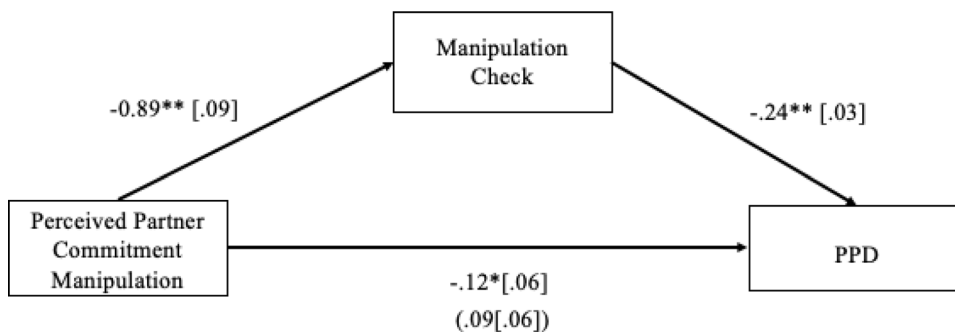 Manipulation
Check
-0.89** [.09]
-.24** [.03]
Perceived Partner
Commitment
Manipulation
PPD
-.12*[.06]
(.09[.06])